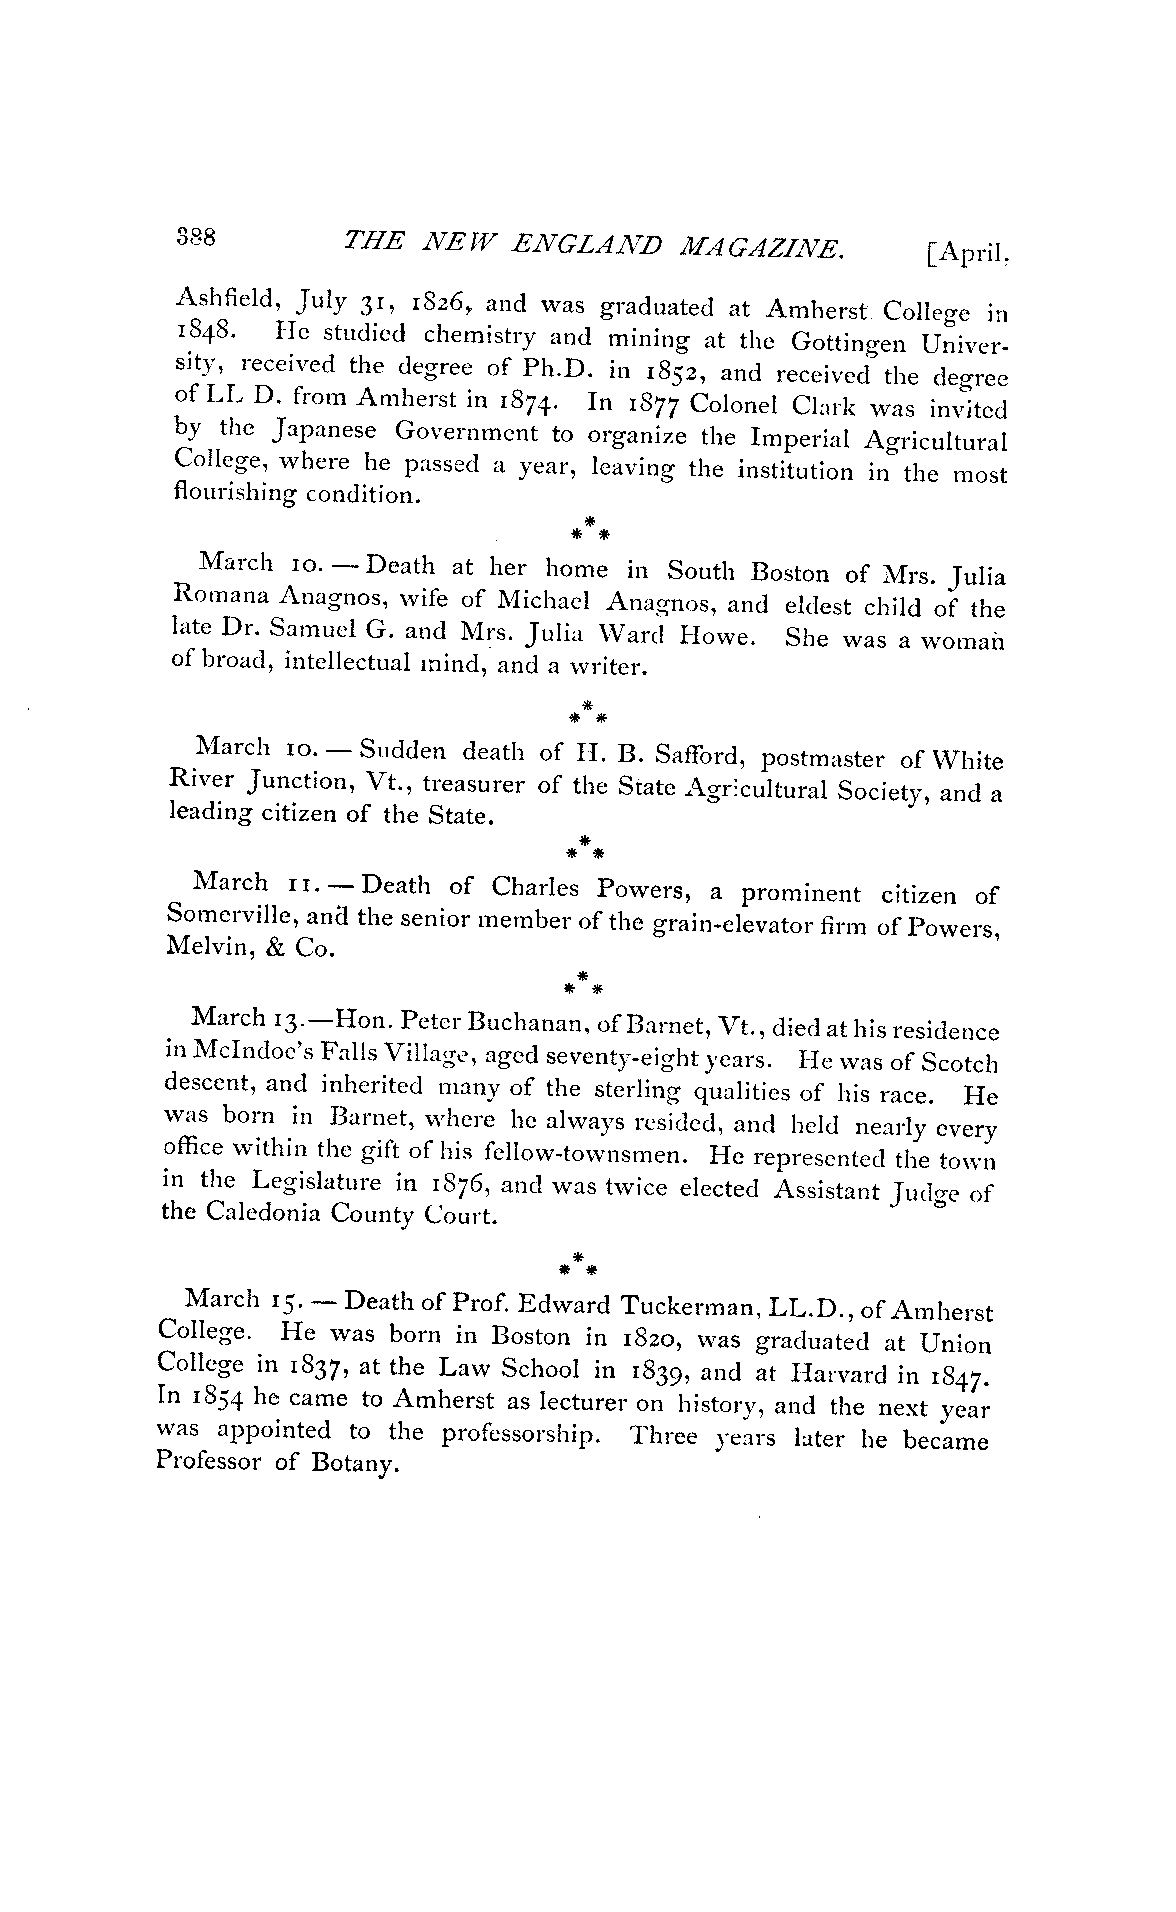 388 THE NEW ENGLAND MAGAZINE. [April,
Ashfield, July 31, 1826, and was graduated at Amherst College in
1848. He studied chemistry and mining at the Gottingen Univer-
sity, received the degree of Ph.D. in 1852, and received the degree
of LL D. from Amherst in 1874. In 1877 Colonel Clark was invited
by the Japanese Government to organize the Imperial Agricultural
College, where he passed a year, leaving the institution in the most
flourishing condition.
* * *
March 10. — Death at her home in South Boston of Mrs. Julia
Romana Anagnos, wife of Michael Anagnos, and eldest child of the
late Dr. Samuel G. and Mrs. Julia Ward Howe. She was a woman
of broad, intellectual mind, and a writer.
* * *
March 10. — Sudden death of H. B. Safford, postmaster of White
River Junction, Vt., treasurer of the State Agricultural Society, and a
leading citizen of the State.
* * *
March 11. — Death of Charles Powers, a prominent citizen of
Somerville, and the senior member of the grain-elevator firm of Powers,
Melvin, & Co.
* * *
March 13.—Hon. Peter Buchanan, of Barnet, Vt., died at his residence
in McIndoe's Falls Village, aged seventy-eight years. He was of Scotch
descent, and inherited many of the sterling qualities of his race. He
was born in Barnet, where he always resided, and held nearly every
office within the gift of his fellow-townsmen. He represented the town
in the Legislature in 1876, and was twice elected Assistant Judge of
the Caledonia County Court.
* * *
March 15. — Death of Prof. Edward Tuckerman, LL.D., of Amherst
College. He was born in Boston in 1820, was graduated at Union
College in 1837, at the Law School in 1839, and at Harvard in 1847.
In 1854 he came to Amherst as lecturer on history, and the next year
was appointed to the professorship. Three years later he became
Professor of Botany.